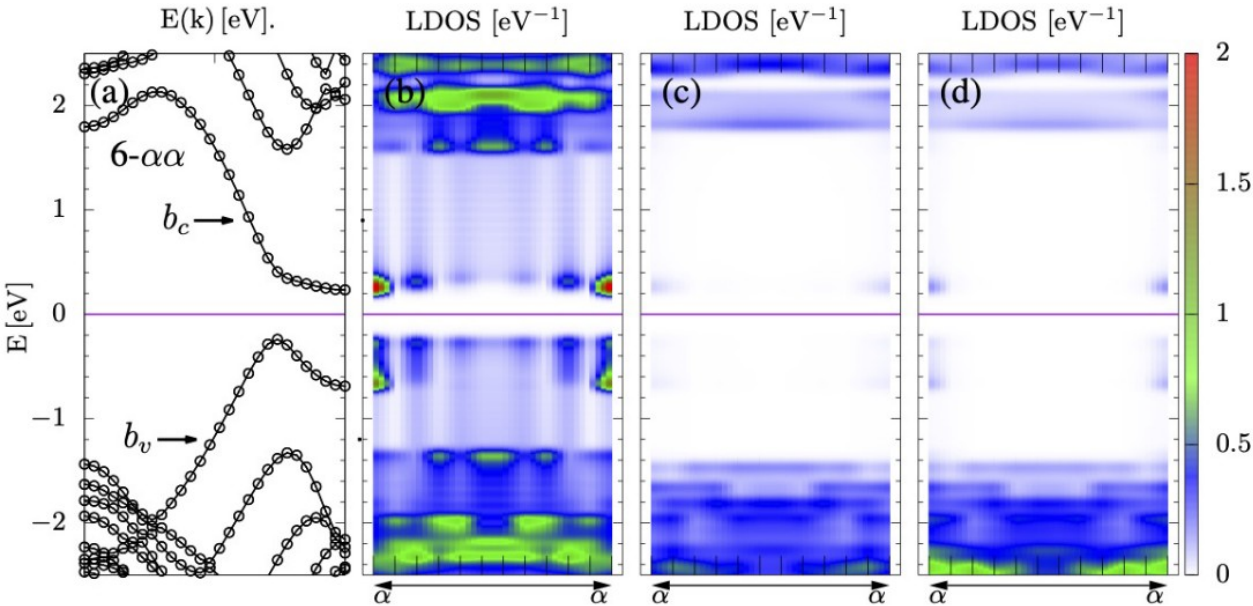 E(k) [eV].
LDOS [eV⁻¹]
LDOS [eV⁻¹]
LDOS [eV⁻¹]
(a)
(b)
(c)
(d)
6-αα
b_c
b_v
E [eV]
2
1
0
−1
−2
2
1.5
1
0.5
0
α α
α α
α α